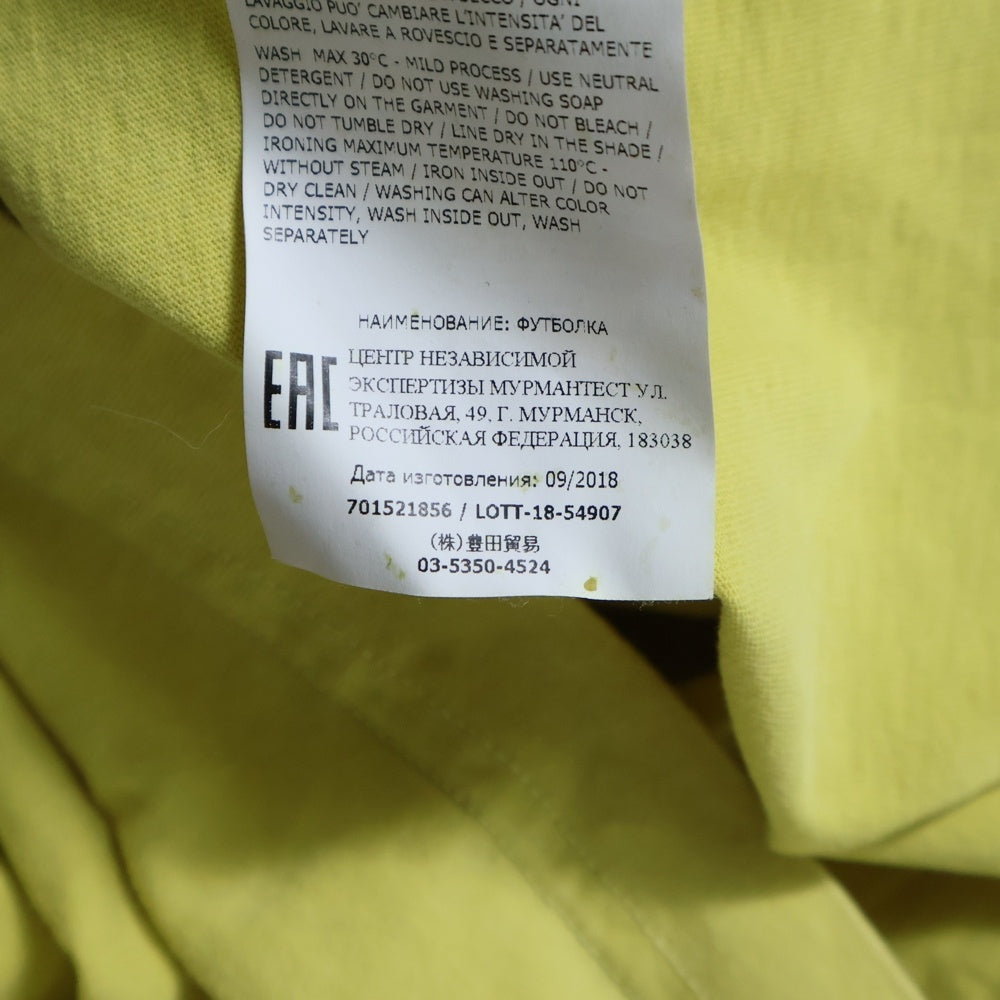 / OGNI
LAVAGGIO PUO' CAMBIARE L'INTENSITA' DEL
COLORE, LAVARE A ROVESCIO E SEPARATAMENTE
WASH MAX 30°C - MILD PROCESS / USE NEUTRAL
DETERGENT / DO NOT USE WASHING SOAP
DIRECTLY ON THE GARMENT / DO NOT BLEACH /
DO NOT TUMBLE DRY / LINE DRY IN THE SHADE /
IRONING MAXIMUM TEMPERATURE 110°C -
WITHOUT STEAM / IRON INSIDE OUT / DO NOT
DRY CLEAN / WASHING CAN ALTER COLOR
INTENSITY, WASH INSIDE OUT, WASH
SEPARATELY
НАИМЕНОВАНИЕ: ФУТБОЛКА
EAC
ЦЕНТР НЕЗАВИСИМОЙ
ЭКСПЕРТИЗЫ МУРМАНТЕСТ УЛ.
ТРАЛОВАЯ, 49, Г. МУРМАНСК,
РОССИЙСКАЯ ФЕДЕРАЦИЯ, 183038
Дата изготовления: 09/2018
701521856 / LOTT-18-54907
(株)豊田貿易
03-5350-4524